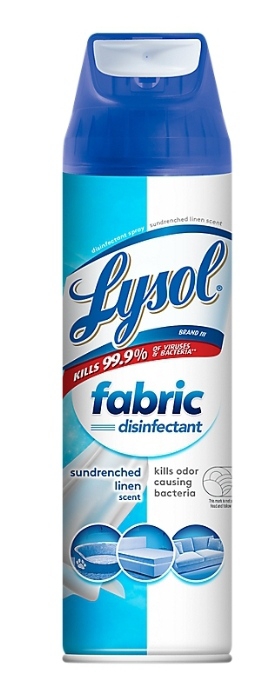 disinfectant spray sundrenched linen scent
Lysol®
BRAND III
KILLS 99.9% OF VIRUSES & BACTERIA**
fabric
disinfectant
sundrenched
linen
scent
kills odor
causing
bacteria